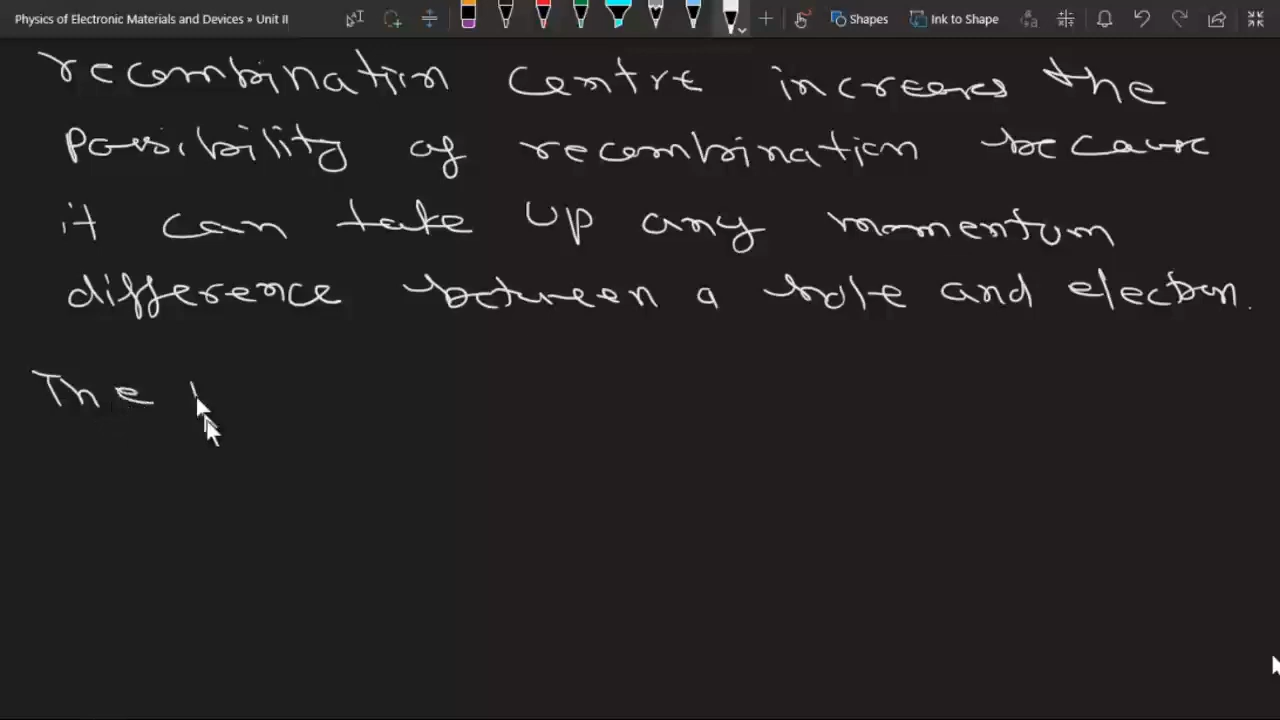 Physics of Electronic Materials and Devices » Unit II
Shapes
Ink to Shape
recombination centre increases the
possibility of recombination because
it can take up any momentum
difference between a hole and electron.
The